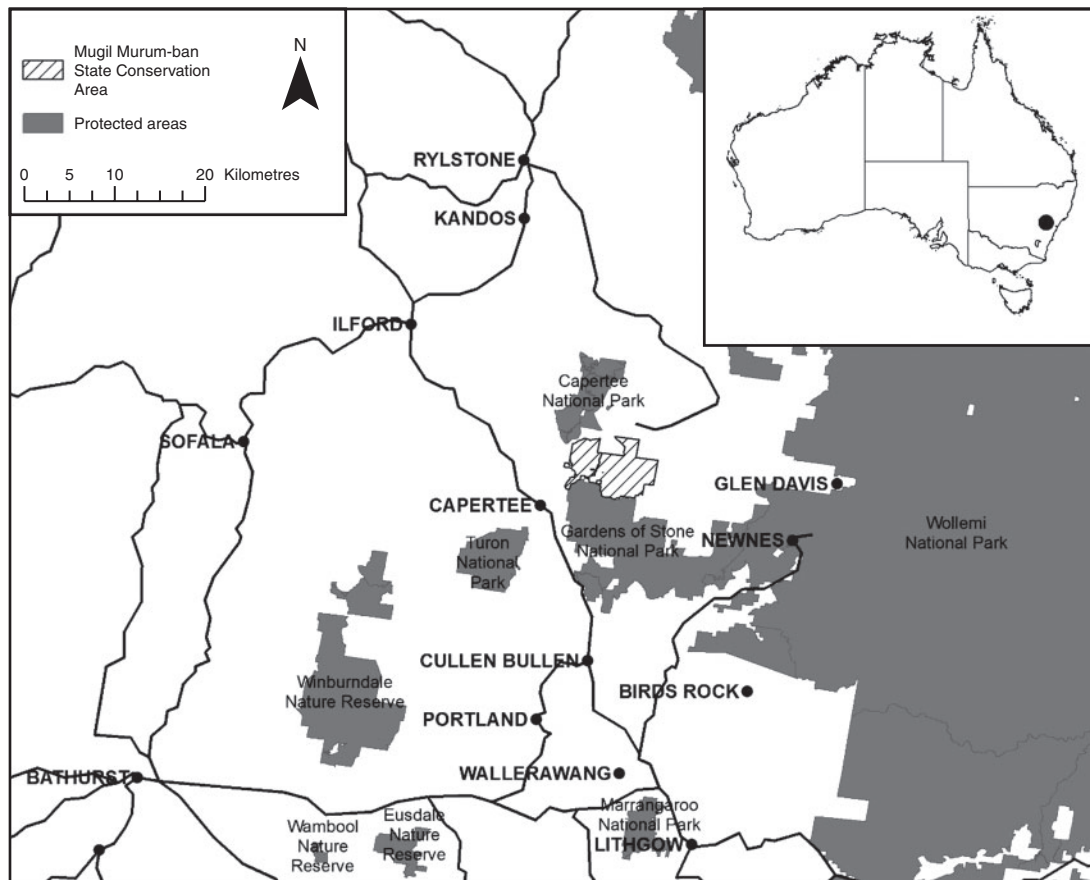 Mugil Murum-ban
State Conservation
Area
Protected areas
0 5 10 20 Kilometres
N
RYLSTONE
KANDOS
ILFORD
Capertee
National Park
SOFALA
GLEN DAVIS
CAPERTEE
Gardens of Stone
National Park
NEWNES
Wollemi
National Park
Turon
National
Park
CULLEN BULLEN
Winburndale
Nature Reserve
BIRDS ROCK
PORTLAND
WALLERAWANG
BATHURST
Marrangaroo
National Park
Eusdale
Nature
Reserve
Wambool
Nature
Reserve
LITHGOW